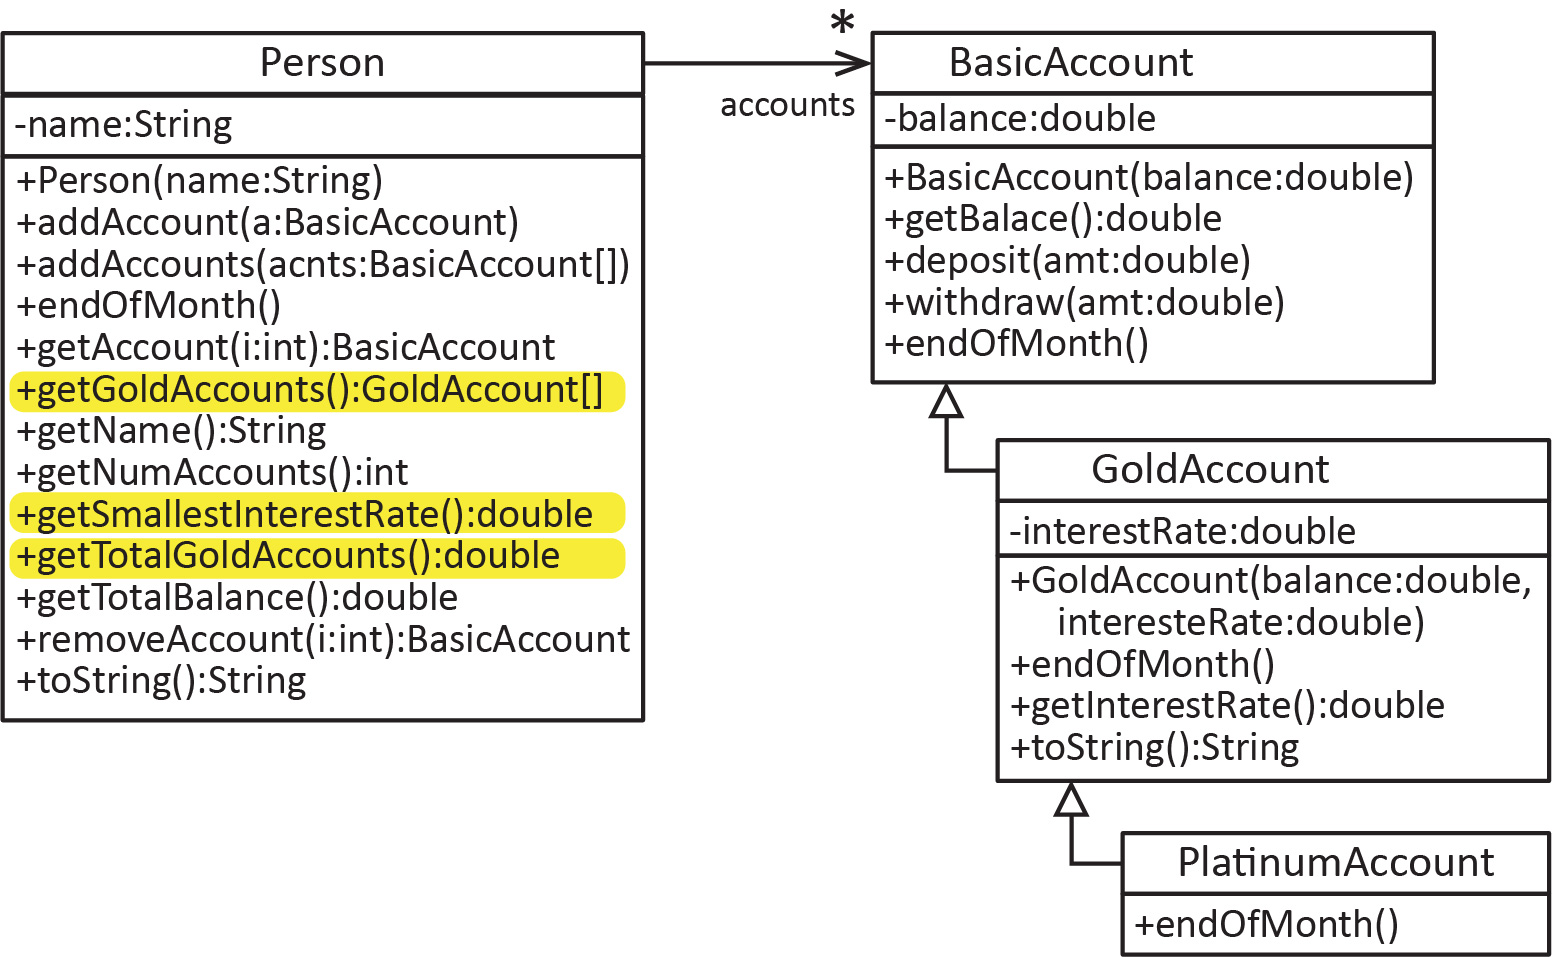 Person
-name:String
+Person(name:String)
+addAccount(a:BasicAccount)
+addAccounts(acnts:BasicAccount[])
+endOfMonth()
+getAccount(i:int):BasicAccount
+getGoldAccounts():GoldAccount[]
+getName():String
+getNumAccounts():int
+getSmallestInterestRate():double
+getTotalGoldAccounts():double
+getTotalBalance():double
+removeAccount(i:int):BasicAccount
+toString():String
*
accounts
BasicAccount
-balance:double
+BasicAccount(balance:double)
+getBalace():double
+deposit(amt:double)
+withdraw(amt:double)
+endOfMonth()
GoldAccount
-interestRate:double
+GoldAccount(balance:double,
interesteRate:double)
+endOfMonth()
+getInterestRate():double
+toString():String
PlatinumAccount
+endOfMonth()